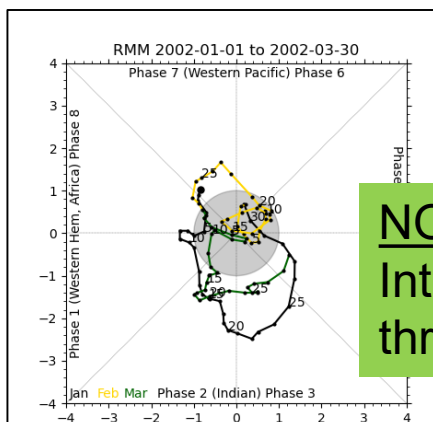 RMM 2002-01-01 to 2002-03-30
Phase 7 (Western Pacific) Phase 6
Phase 1 (Western Hem, Africa) Phase 8
Jan Feb Mar Phase 2 (Indian) Phase 3
4
3
2
1
0
−1
−2
−3
−4
−4 −3 −2 −1 0 1 2 3 4
25
20
10
30
15
5
10
10
15
20
25
25
25
20
NO
Int
thr